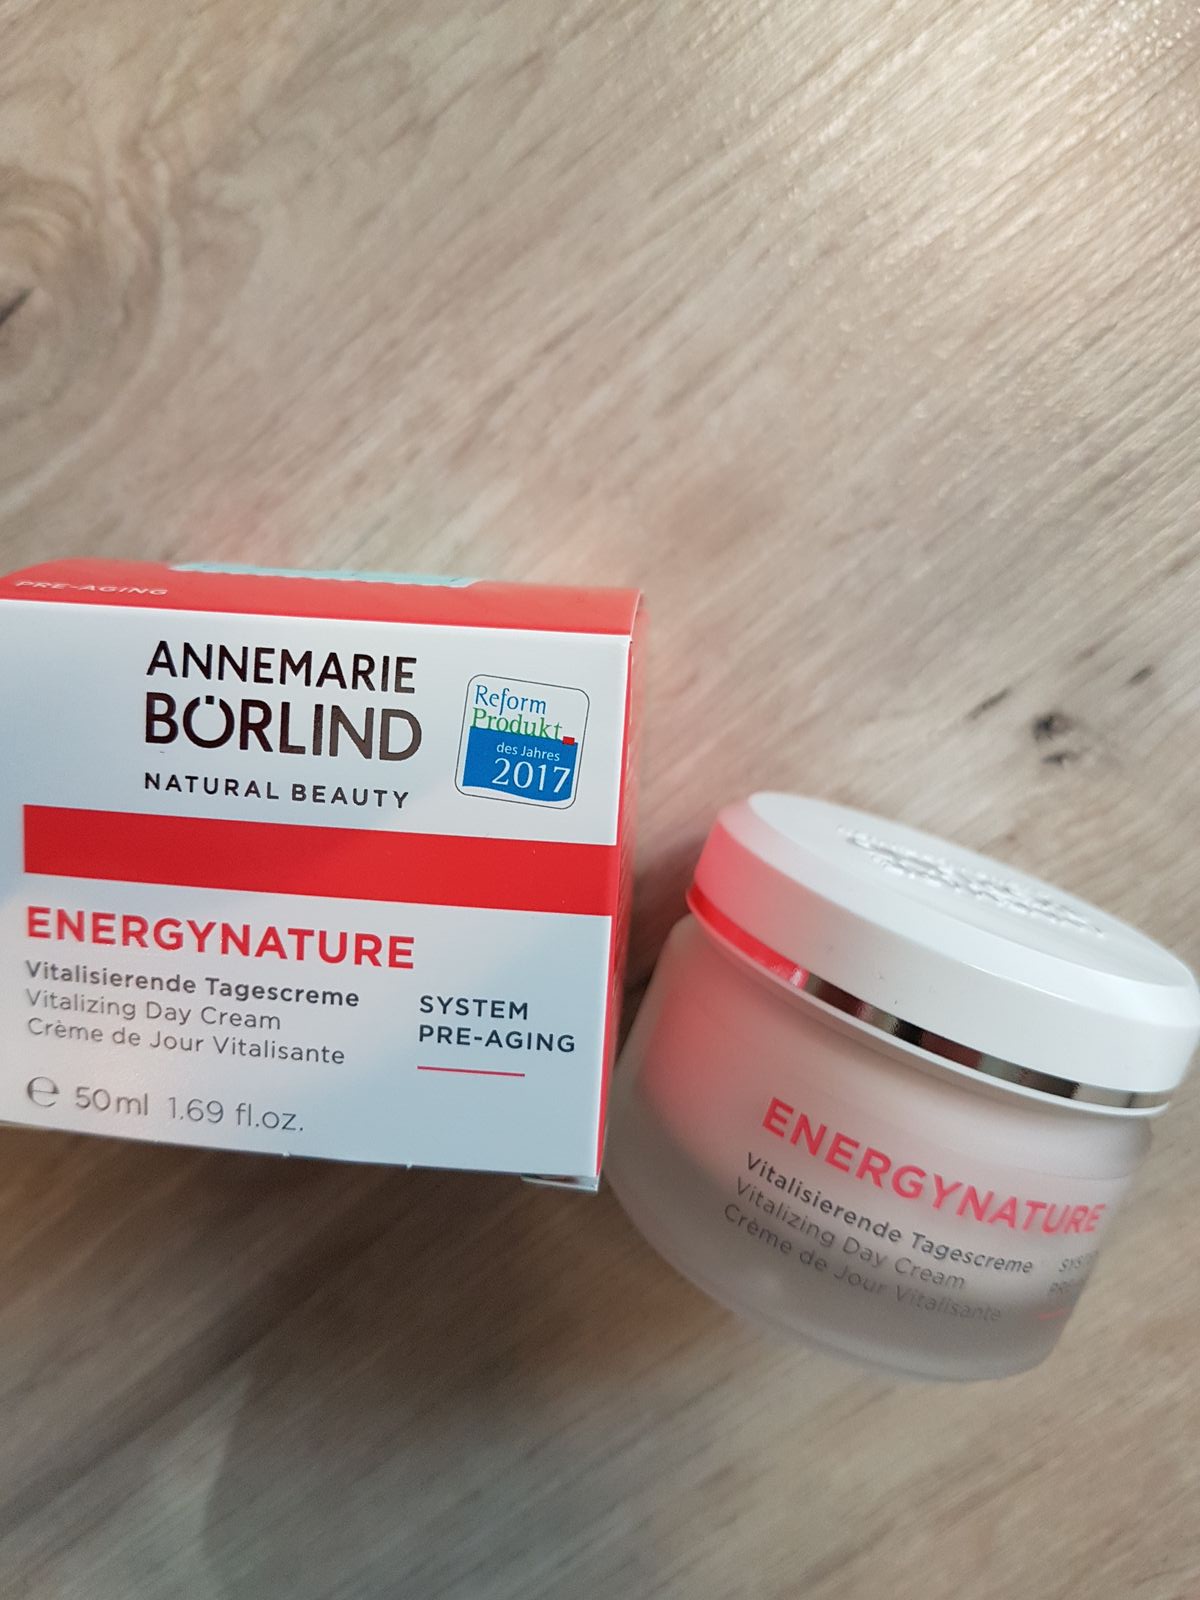 PRE-AGING
ANNEMARIE
BÖRLIND
NATURAL BEAUTY
Reform
Produkt
des Jahres
2017
ENERGYNATURE
Vitalisierende Tagescreme
Vitalizing Day Cream
Crème de Jour Vitalisante
SYSTEM
PRE-AGING
℮ 50ml 1.69 fl.oz.
ENERGYNATURE
Vitalisierende Tagescreme
Vitalizing Day Cream
Crème de Jour Vitalisante